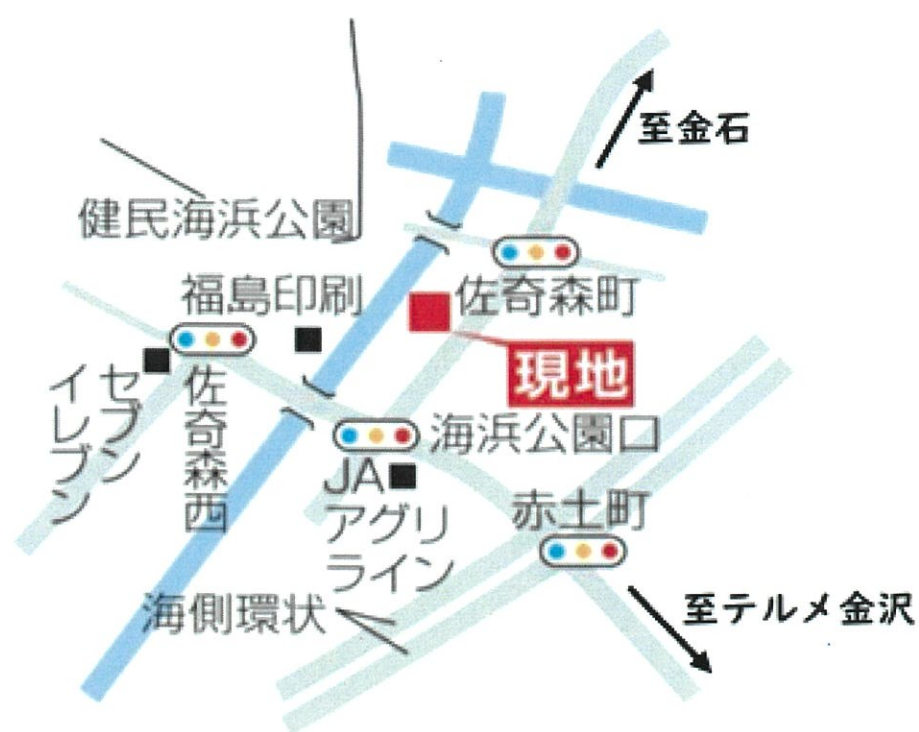 至金石
健民海浜公園
福島印刷
佐奇森町
現地
セブン
イレブン
佐奇森西
海浜公園口
JA
アグリ
ライン
赤土町
海側環状
至テルメ金沢